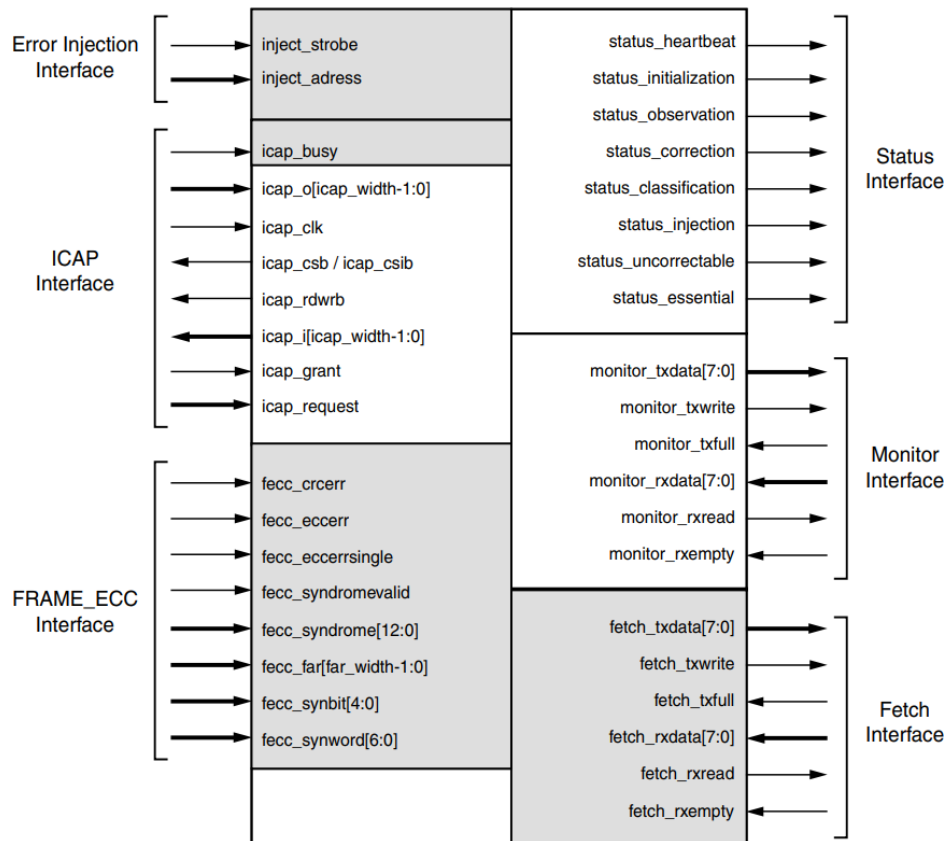 Error Injection
Interface
inject_strobe
inject_adress
ICAP
Interface
icap_busy
icap_o[icap_width-1:0]
icap_clk
icap_csb / icap_csib
icap_rdwrb
icap_i[icap_width-1:0]
icap_grant
icap_request
FRAME_ECC
Interface
fecc_crcerr
fecc_eccerr
fecc_eccerrsingle
fecc_syndromevalid
fecc_syndrome[12:0]
fecc_far[far_width-1:0]
fecc_synbit[4:0]
fecc_synword[6:0]
status_heartbeat
status_initialization
status_observation
status_correction
status_classification
status_injection
status_uncorrectable
status_essential
Status
Interface
monitor_txdata[7:0]
monitor_txwrite
monitor_txfull
monitor_rxdata[7:0]
monitor_rxread
monitor_rxempty
Monitor
Interface
fetch_txdata[7:0]
fetch_txwrite
fetch_txfull
fetch_rxdata[7:0]
fetch_rxread
fetch_rxempty
Fetch
Interface